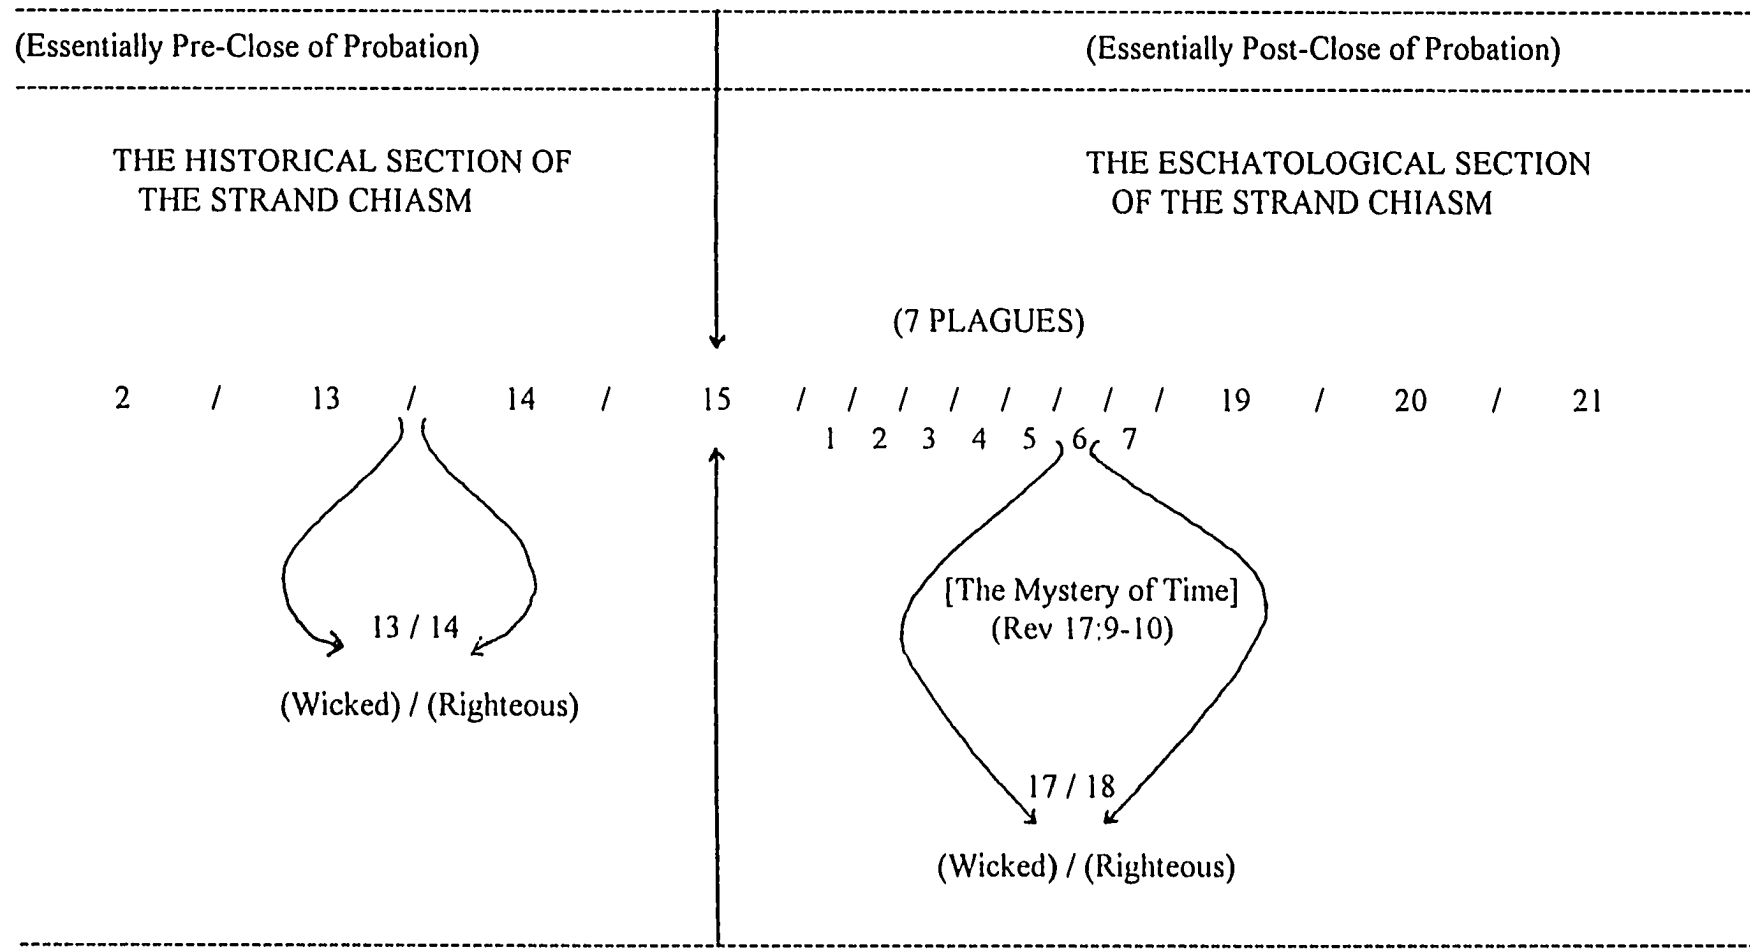 (Essentially Pre-Close of Probation)
(Essentially Post-Close of Probation)
THE HISTORICAL SECTION OF
THE STRAND CHIASM
THE ESCHATOLOGICAL SECTION
OF THE STRAND CHIASM
(7 PLAGUES)
2 / 13 / 14 / 15 / / / / / / / / 19 / 20 / 21
1 2 3 4 5 6 7
[The Mystery of Time]
(Rev 17:9-10)
13 / 14
(Wicked) / (Righteous)
17 / 18
(Wicked) / (Righteous)